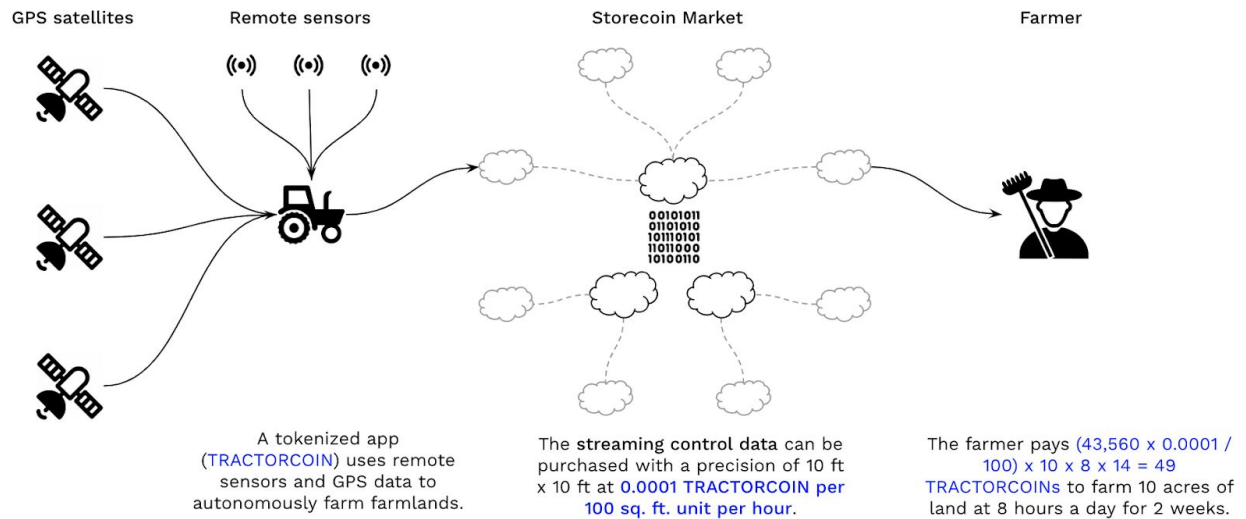 GPS satellites
Remote sensors
Storecoin Market
Farmer
00101011
01101010
101110101
11011000
10100110
A tokenized app
(TRACTORCOIN) uses remote
sensors and GPS data to
autonomously farm farmlands.
The streaming control data can be
purchased with a precision of 10 ft
x 10 ft at 0.0001 TRACTORCOIN per
100 sq. ft. unit per hour.
The farmer pays (43,560 x 0.0001 /
100) x 10 x 8 x 14 = 49
TRACTORCOINs to farm 10 acres of
land at 8 hours a day for 2 weeks.